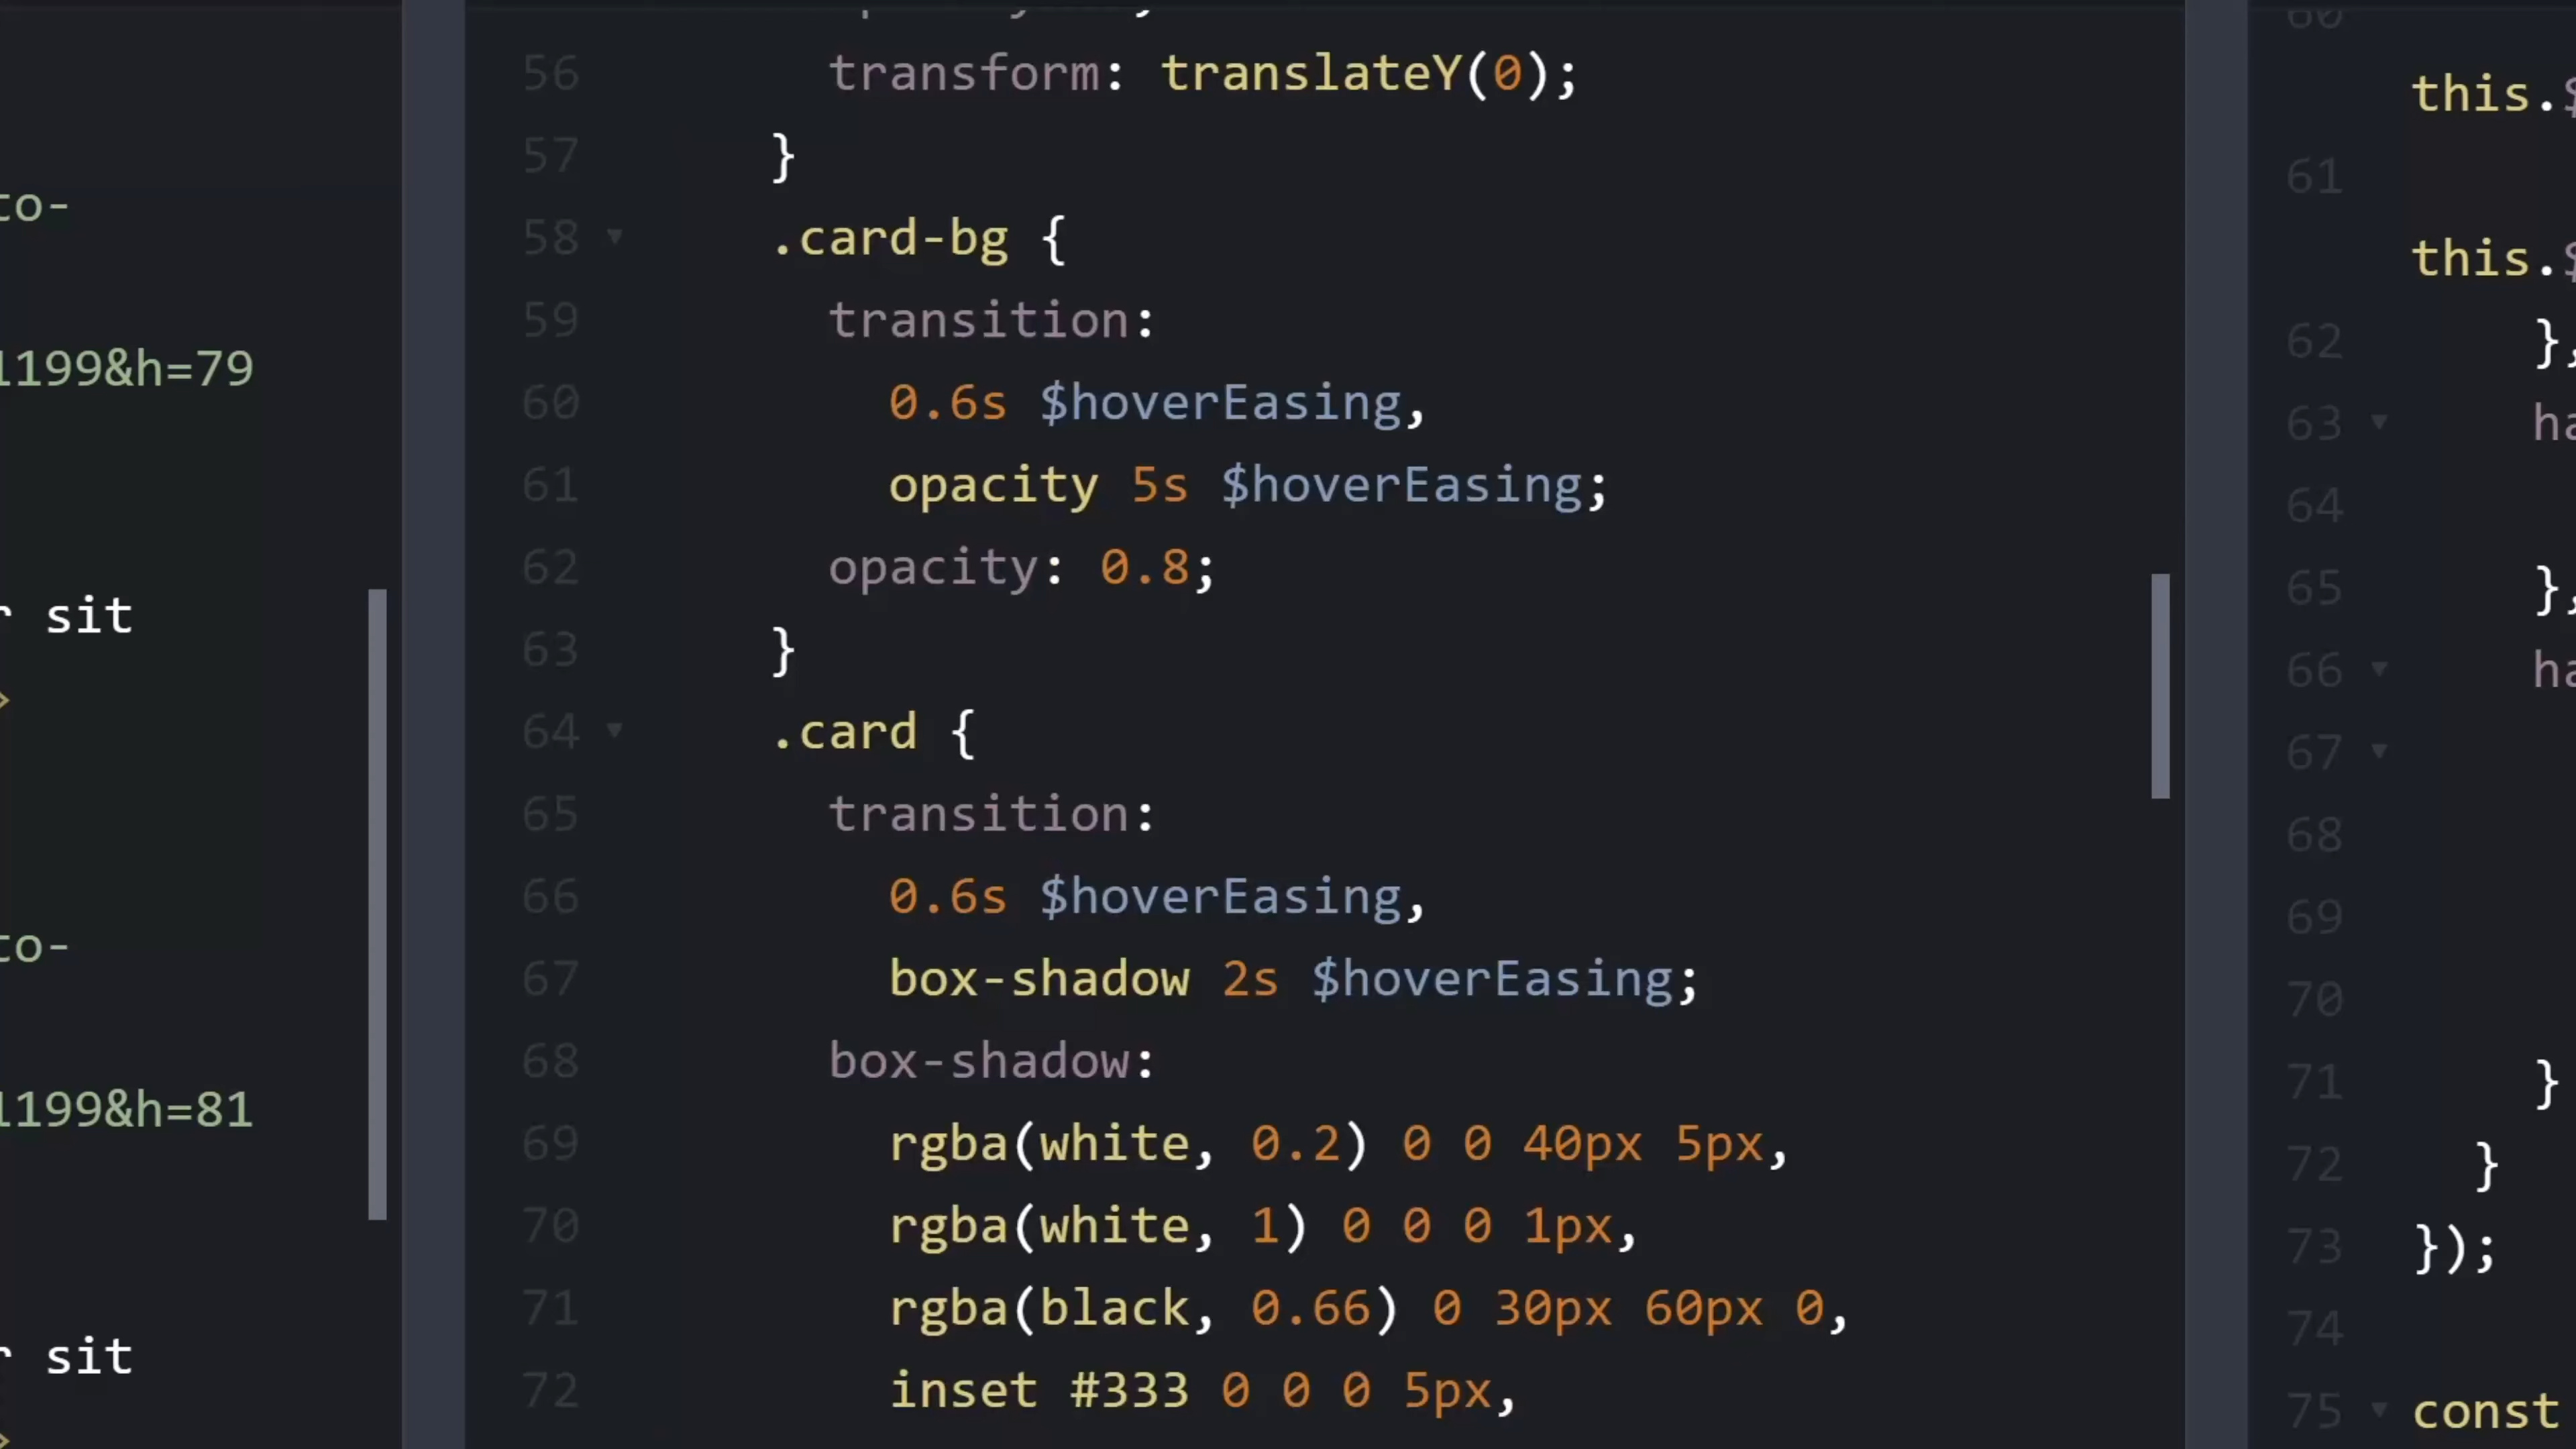 to-
1199&h=79
sit
>
to-
1199&h=81
sit
56 transform: translateY(0);
57 }
58 .card-bg {
59 transition:
60 0.6s $hoverEasing,
61 opacity 5s $hoverEasing;
62 opacity: 0.8;
63 }
64 .card {
65 transition:
66 0.6s $hoverEasing,
67 box-shadow 2s $hoverEasing;
68 box-shadow:
69 rgba(white, 0.2) 0 0 40px 5px,
70 rgba(white, 1) 0 0 0 1px,
71 rgba(black, 0.66) 0 30px 60px 0,
72 inset #333 0 0 0 5px,
60
this.$
61
this.$
62 },
63 ha
64
65 },
66 ha
67
68
69
70
71 }
72 }
73 });
74
75 const